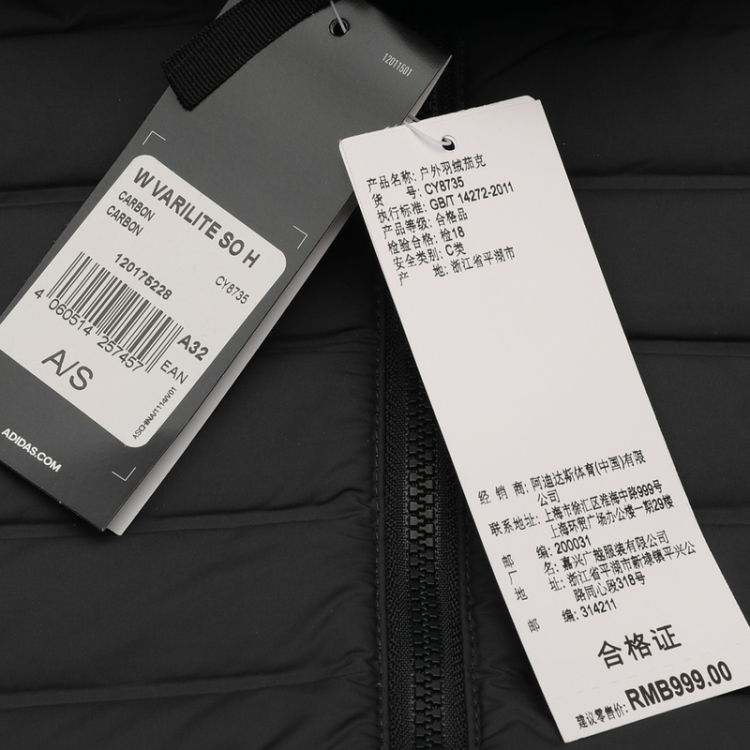 12011501
W VARILITE SO H
CARBON
CARBON
120176228
CY8735
4 060514 257457
A32
EAN
A/S
ASCHINA/1114/V01
ADIDAS.COM
产品名称: 户外羽绒茄克
货 号: CY8735
执行标准: GB/T 14272-2011
产品等级: 合格品
检验合格: 检18
安全类别: C类
产 地: 浙江省平湖市
经 销 商: 阿迪达斯体育(中国)有限
公司
联系地址: 上海市徐汇区淮海中路999号
上海环贸广场办公楼一期29楼
邮 编: 200031
厂 名: 嘉兴广越服装有限公司
地 址: 浙江省平湖市新埭镇平兴公
路同心段318号
邮 编: 314211
合格证
建议零售价: RMB999.00